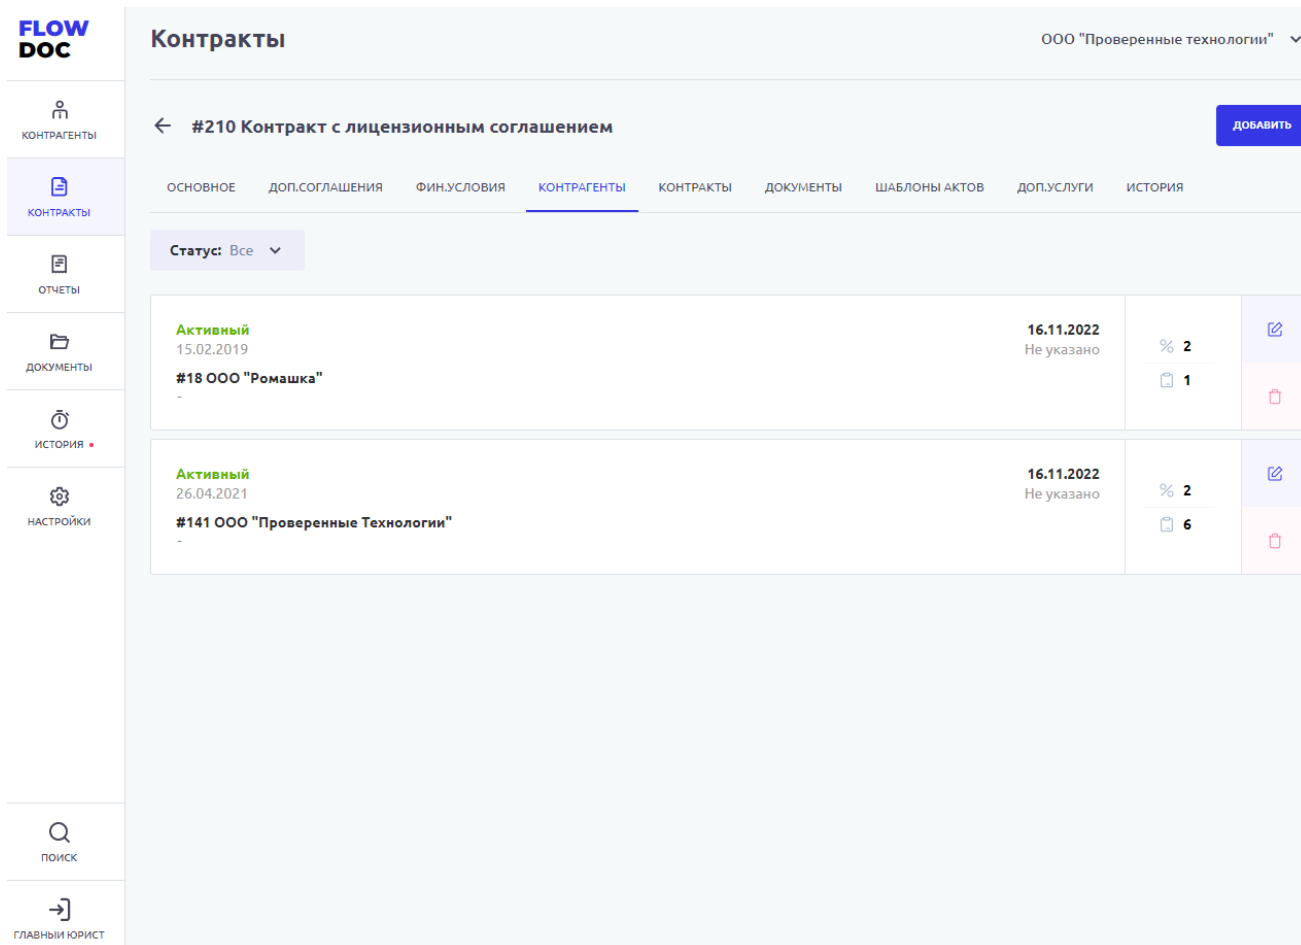 FLOW
DOC
Контракты
ООО "Проверенные технологии"
КОНТРАГЕНТЫ
КОНТРАКТЫ
ОТЧЕТЫ
ДОКУМЕНТЫ
ИСТОРИЯ
НАСТРОЙКИ
ПОИСК
ГЛАВНЫЙ ЮРИСТ
#210 Контракт с лицензионным соглашением
ДОБАВИТЬ
ОСНОВНОЕ ДОП.СОГЛАШЕНИЯ ФИН.УСЛОВИЯ КОНТРАГЕНТЫ КОНТРАКТЫ ДОКУМЕНТЫ ШАБЛОНЫ АКТОВ ДОП.УСЛУГИ ИСТОРИЯ
Статус: Все
Активный
15.02.2019
#18 ООО "Ромашка"
-
16.11.2022
Не указано
% 2
1
Активный
26.04.2021
#141 ООО "Проверенные Технологии"
-
16.11.2022
Не указано
% 2
6